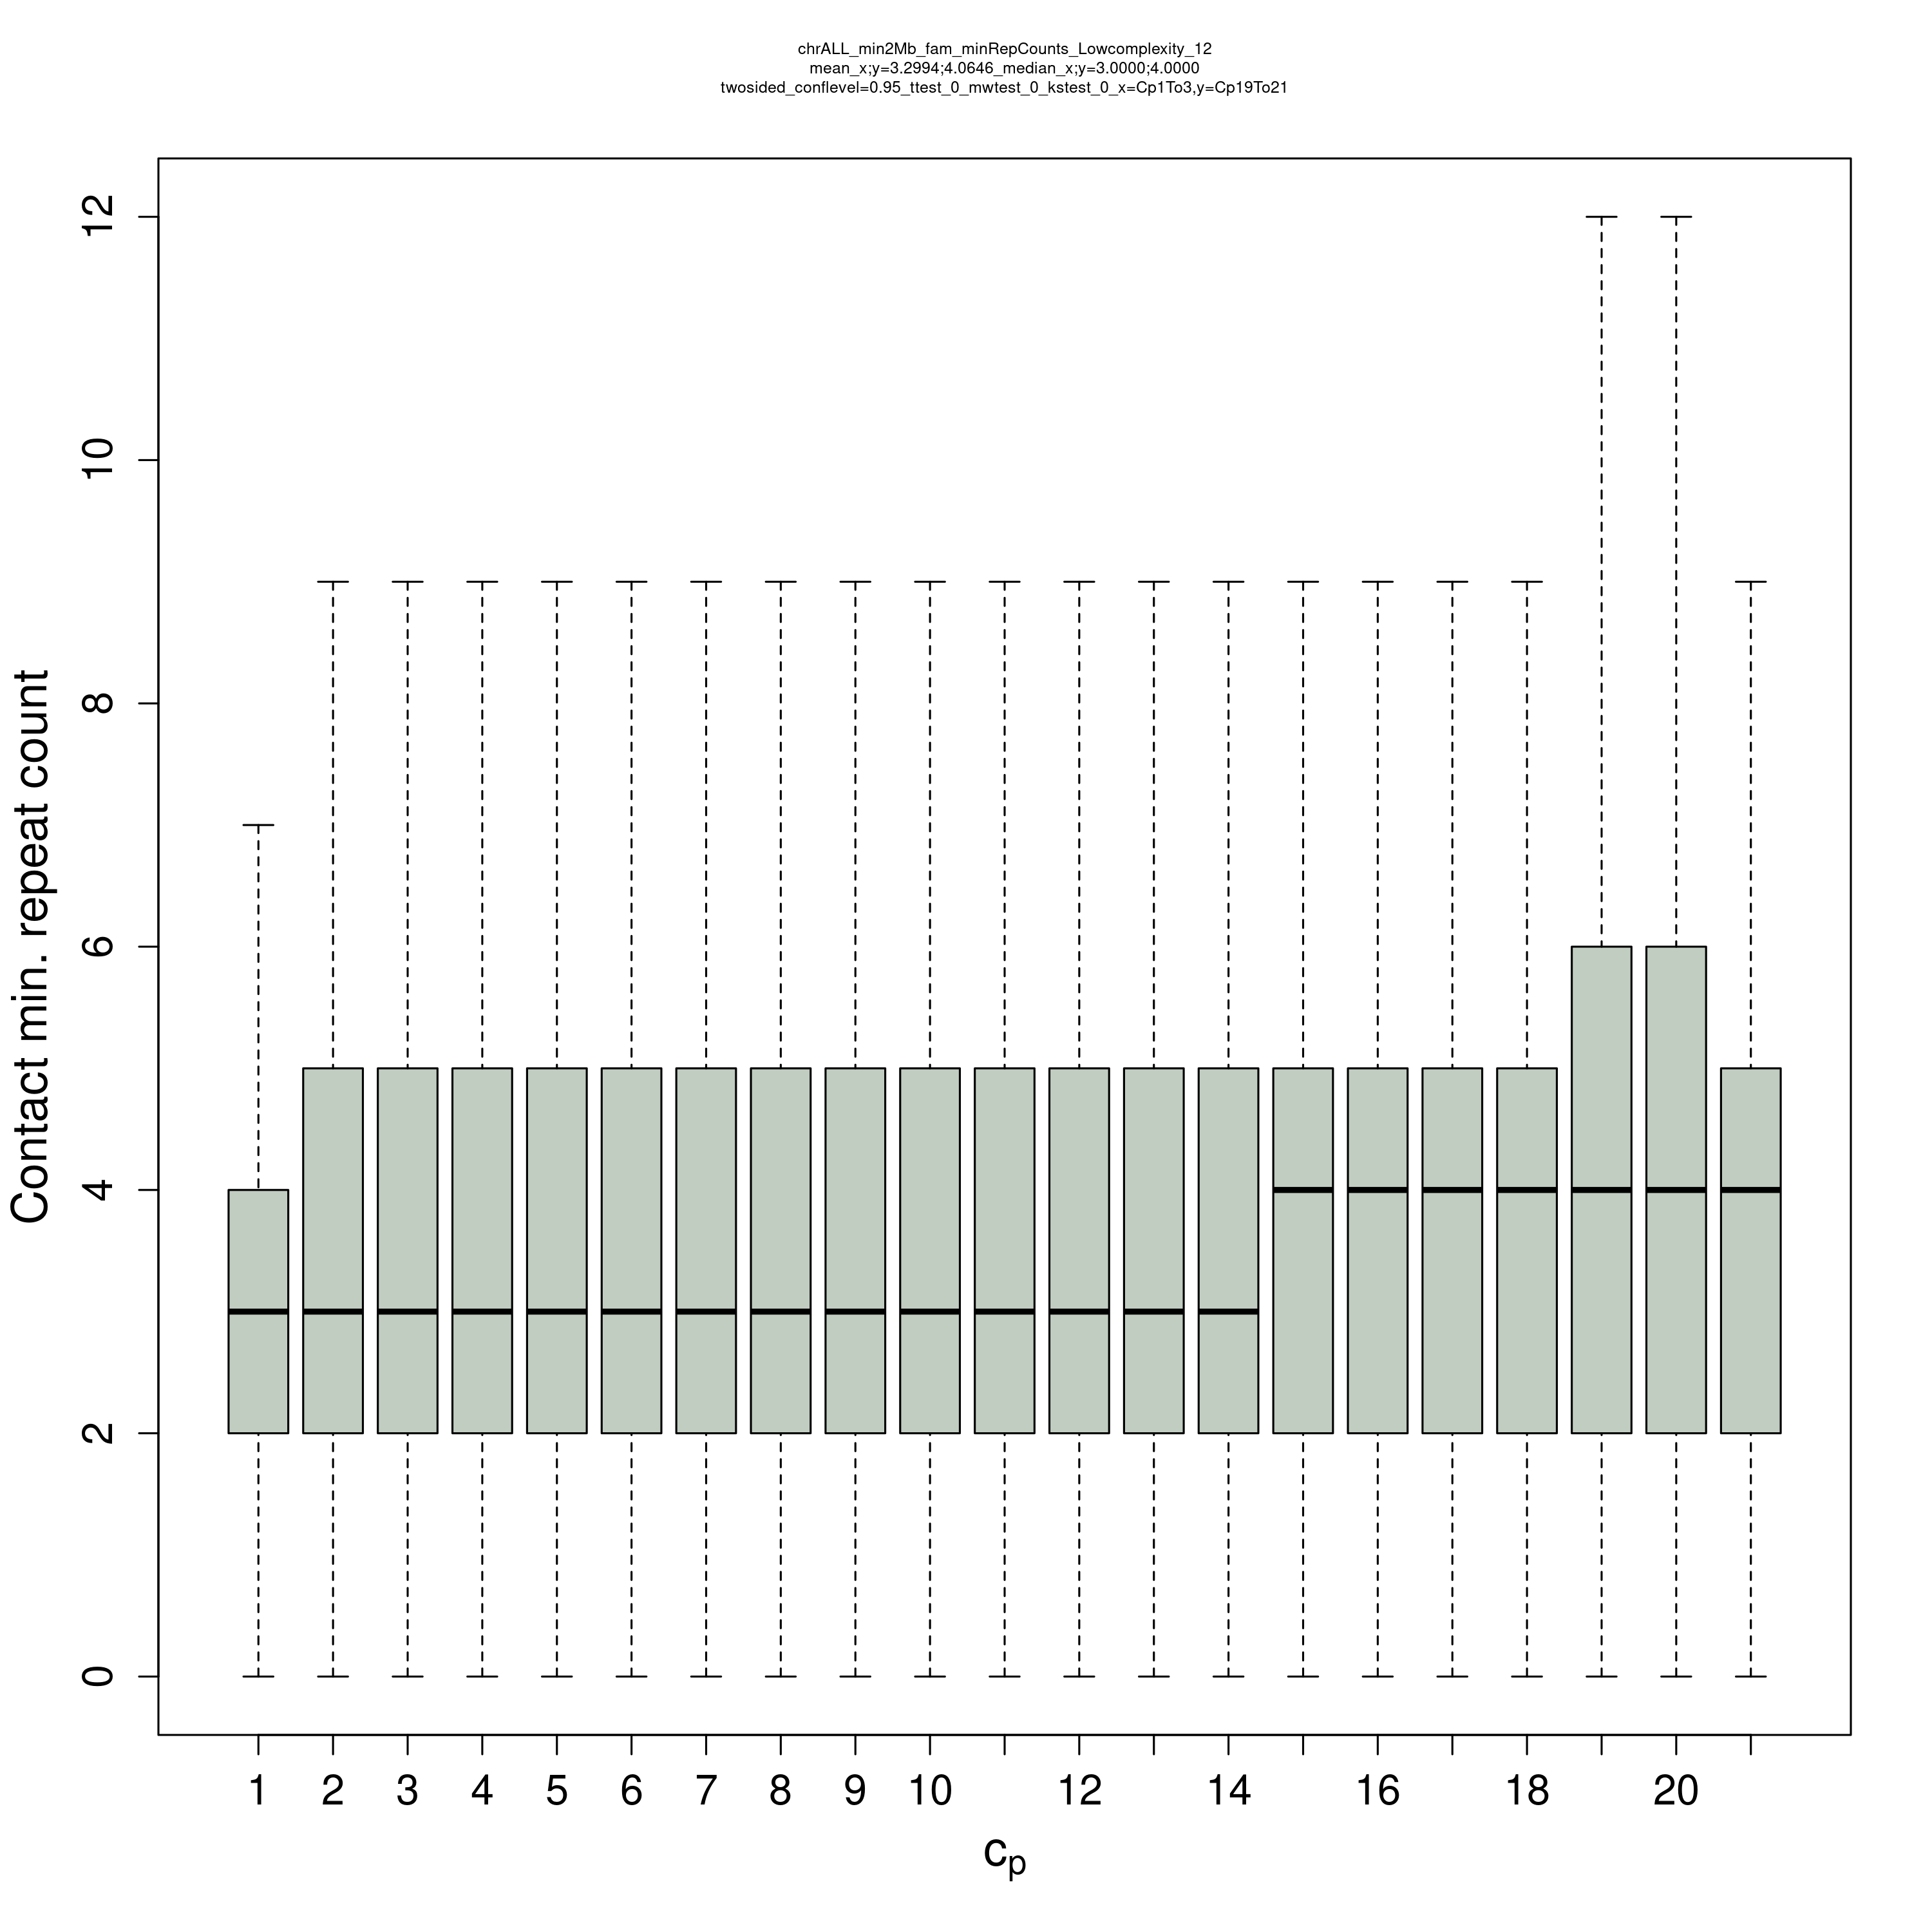 chrALL_min2Mb_fam_minRepCounts_Lowcomplexity_12
mean_x;y=3.2994;4.0646_median_x;y=3.0000;4.0000
twosided_conflevel=0.95_ttest_0_mwtest_0_kstest_0_x=Cp1To3,y=Cp19To21
12
10
8
6
4
2
0
Contact min. repeat count
1 2 3 4 5 6 7 8 9 10 12 14 16 18 20
cp